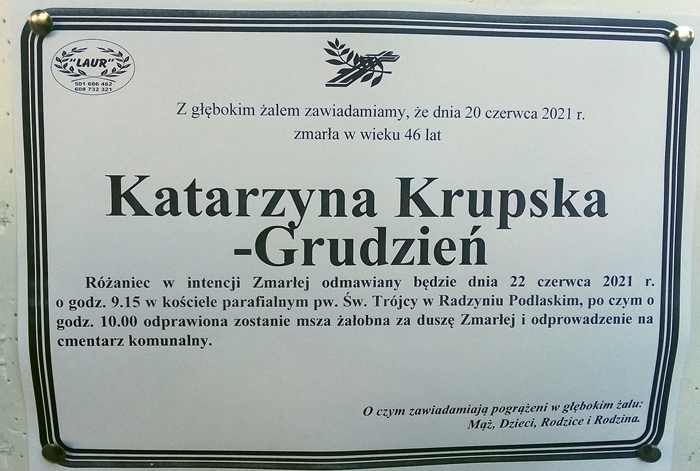 "LAUR"
501 686 462
608 732 321
Z głębokim żalem zawiadamiamy, że dnia 20 czerwca 2021 r.
zmarła w wieku 46 lat
Katarzyna Krupska
-Grudzień
Różaniec w intencji Zmarłej odmawiany będzie dnia 22 czerwca 2021 r.
o godz. 9.15 w kościele parafialnym pw. Św. Trójcy w Radzyniu Podlaskim, po czym o
godz. 10.00 odprawiona zostanie msza żałobna za duszę Zmarłej i odprowadzenie na
cmentarz komunalny.
O czym zawiadamiają pogrążeni w głębokim żalu:
Mąż, Dzieci, Rodzice i Rodzina.